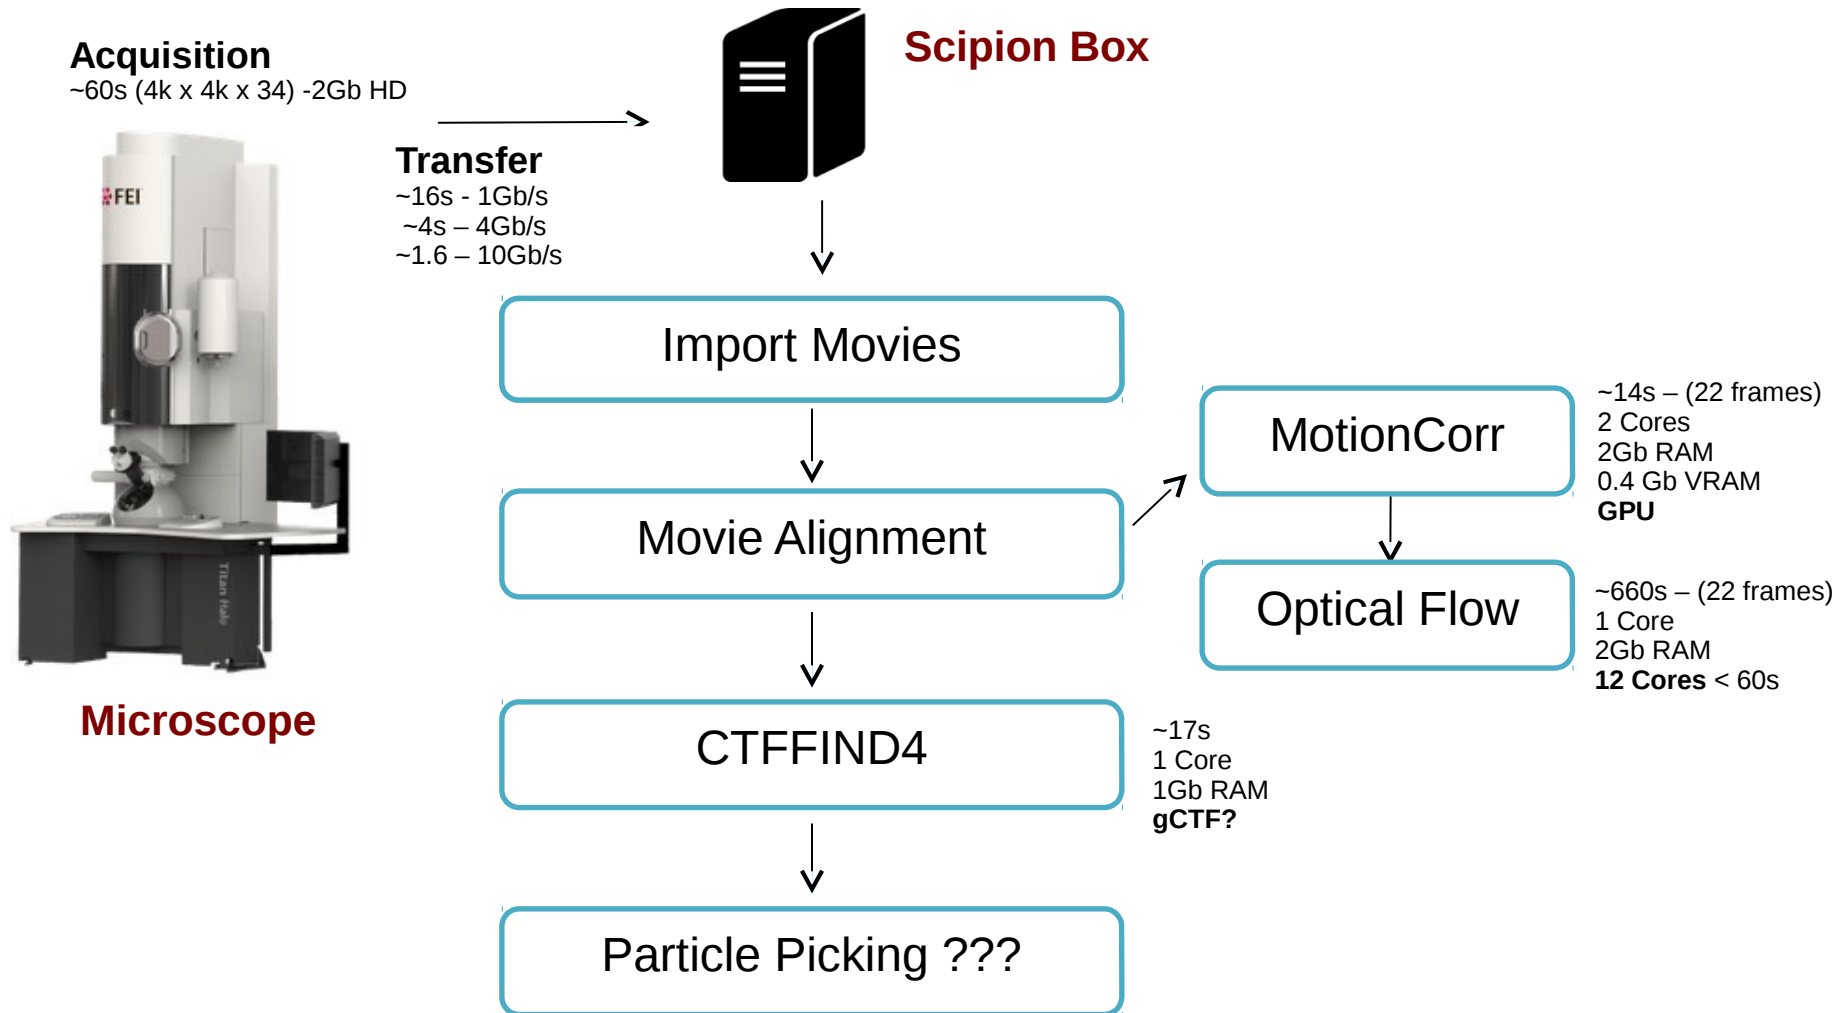 Acquisition
~60s (4k x 4k x 34) -2Gb HD
Scipion Box
Transfer
~16s - 1Gb/s
~4s – 4Gb/s
~1.6 – 10Gb/s
FEI
Titan Halo
Microscope
Import Movies
Movie Alignment
MotionCorr
~14s – (22 frames)
2 Cores
2Gb RAM
0.4 Gb VRAM
GPU
Optical Flow
~660s – (22 frames)
1 Core
2Gb RAM
12 Cores < 60s
CTFFIND4
~17s
1 Core
1Gb RAM
gCTF?
Particle Picking ???